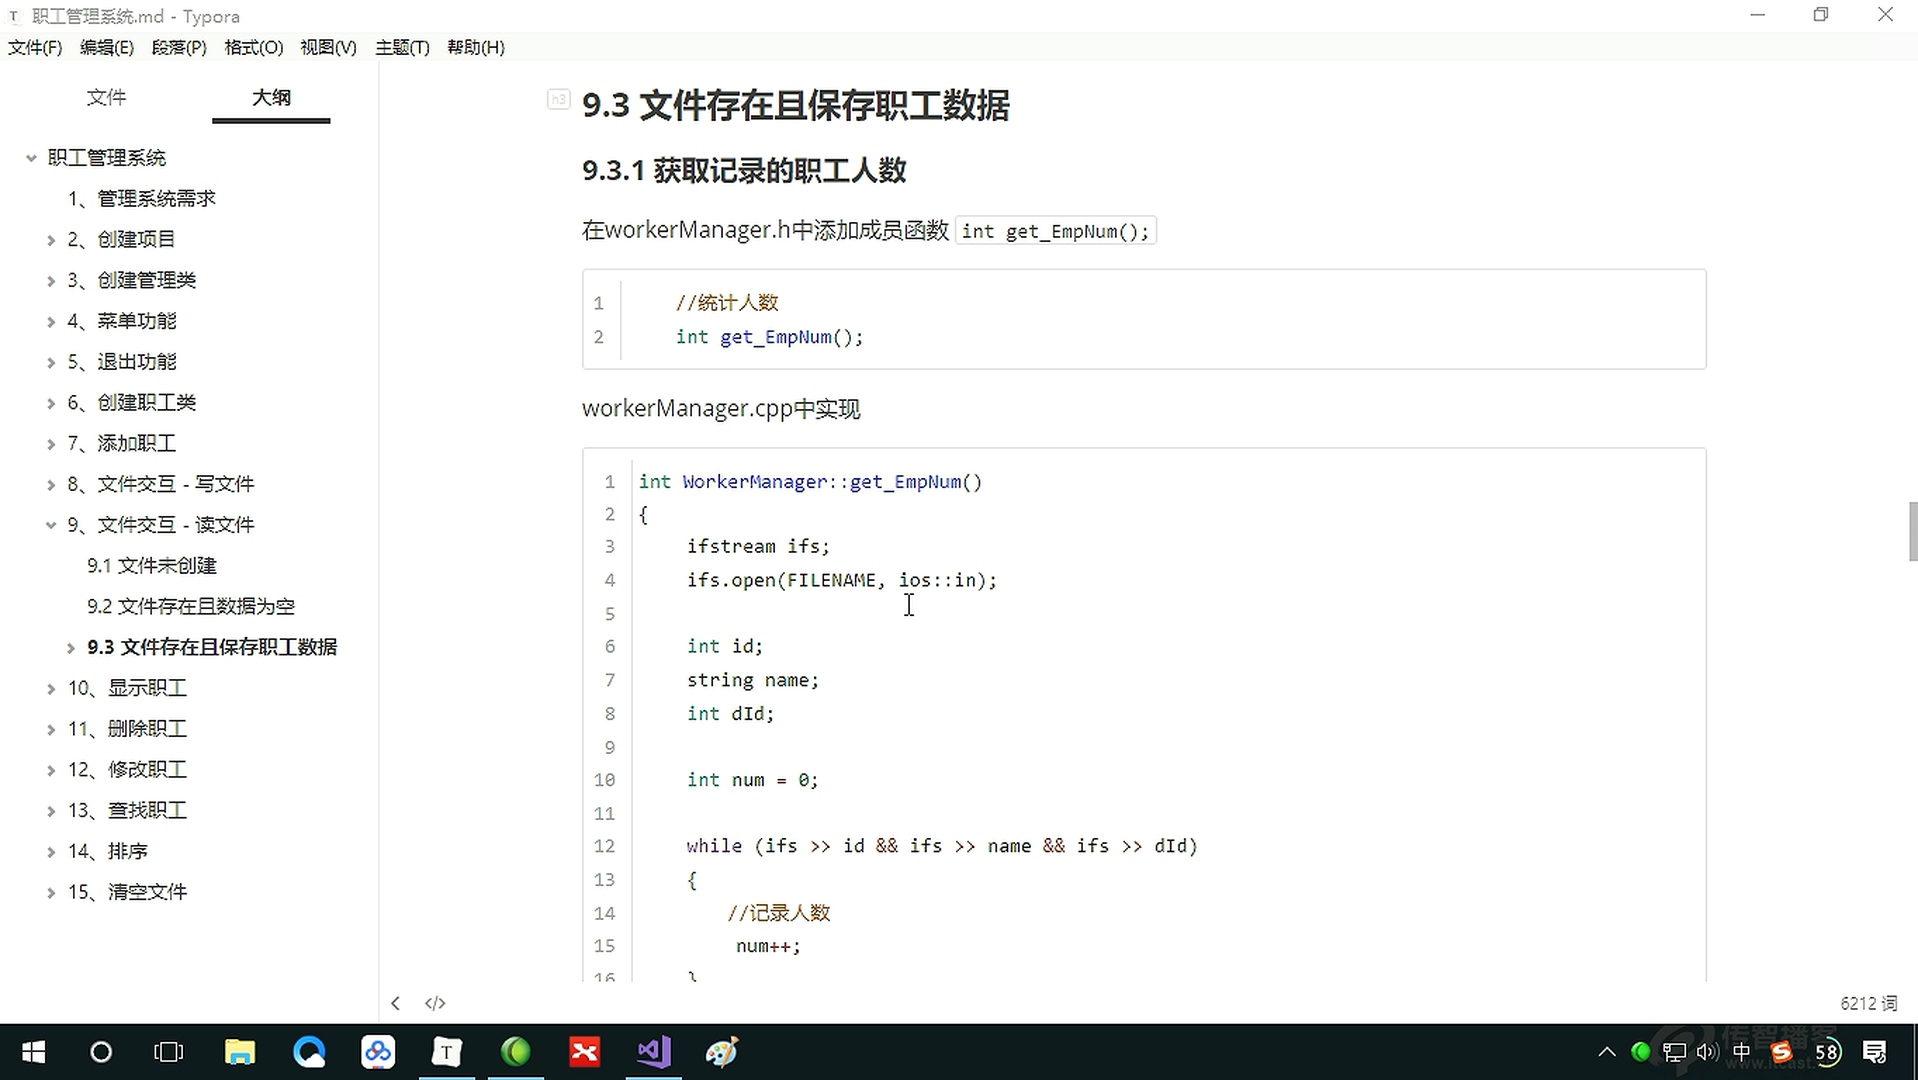 职工管理系统.md - Typora
文件(F) 编辑(E) 段落(P) 格式(O) 视图(V) 主题(T) 帮助(H)
文件 大纲
职工管理系统
1、管理系统需求
2、创建项目
3、创建管理类
4、菜单功能
5、退出功能
6、创建职工类
7、添加职工
8、文件交互 - 写文件
9、文件交互 - 读文件
9.1 文件未创建
9.2 文件存在且数据为空
9.3 文件存在且保存职工数据
10、显示职工
11、删除职工
12、修改职工
13、查找职工
14、排序
15、清空文件
h3 9.3 文件存在且保存职工数据
9.3.1 获取记录的职工人数
在workerManager.h中添加成员函数 int get_EmpNum();
1 //统计人数
2 int get_EmpNum();
workerManager.cpp中实现
1 int WorkerManager::get_EmpNum()
2 {
3 ifstream ifs;
4 ifs.open(FILENAME, ios::in);
5
6 int id;
7 string name;
8 int dId;
9
10 int num = 0;
11
12 while (ifs >> id && ifs >> name && ifs >> dId)
13 {
14 //记录人数
15 num++;
16 }
6212 词
T
中
58
传智播客
www.itcast.cn